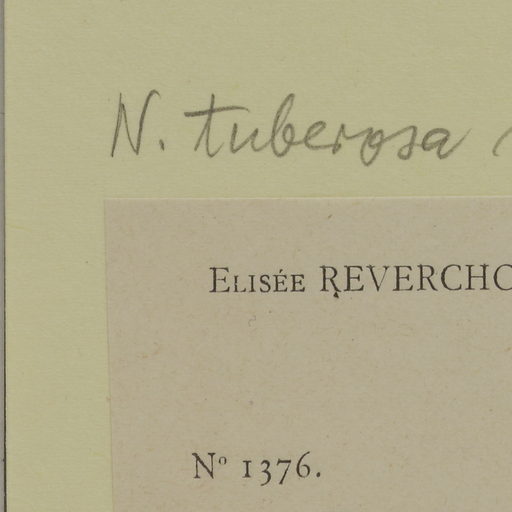 N. tuberosa
Elisée REVERCHO
Nº 1376.